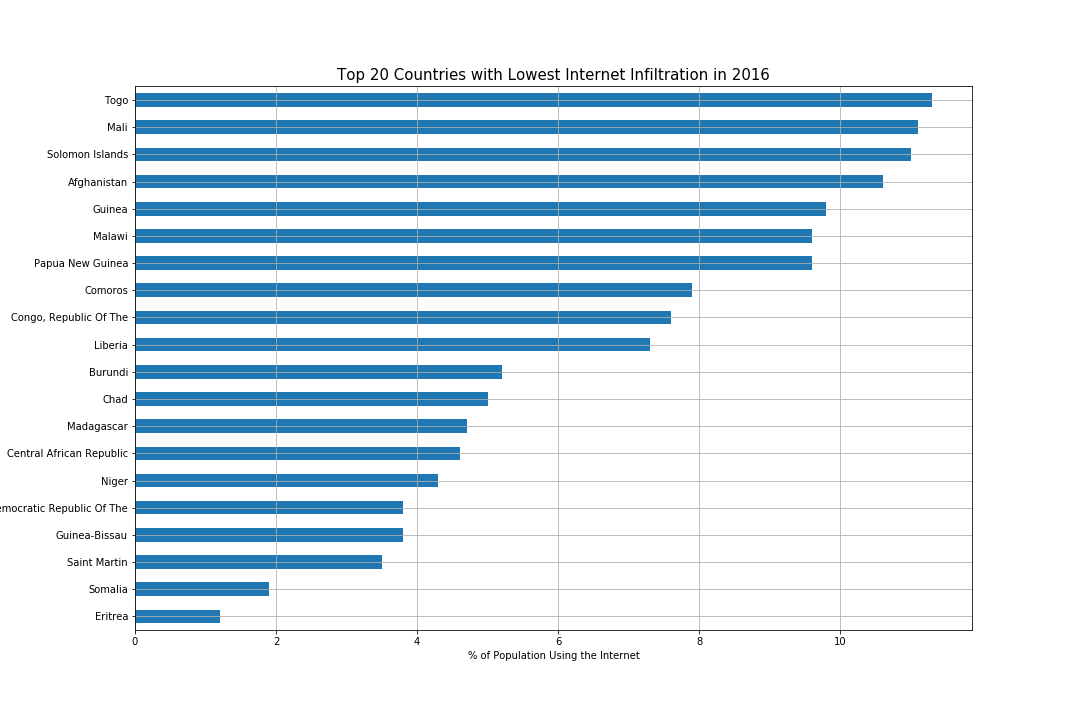 Top 20 Countries with Lowest Internet Infiltration in 2016
Togo
Mali
Solomon Islands
Afghanistan
Guinea
Malawi
Papua New Guinea
Comoros
Congo, Republic Of The
Liberia
Burundi
Chad
Madagascar
Central African Republic
Niger
Republic Of The
Guinea-Bissau
Saint Martin
Somalia
Eritrea
0 2 4 6 8 10
% of Population Using the Internet